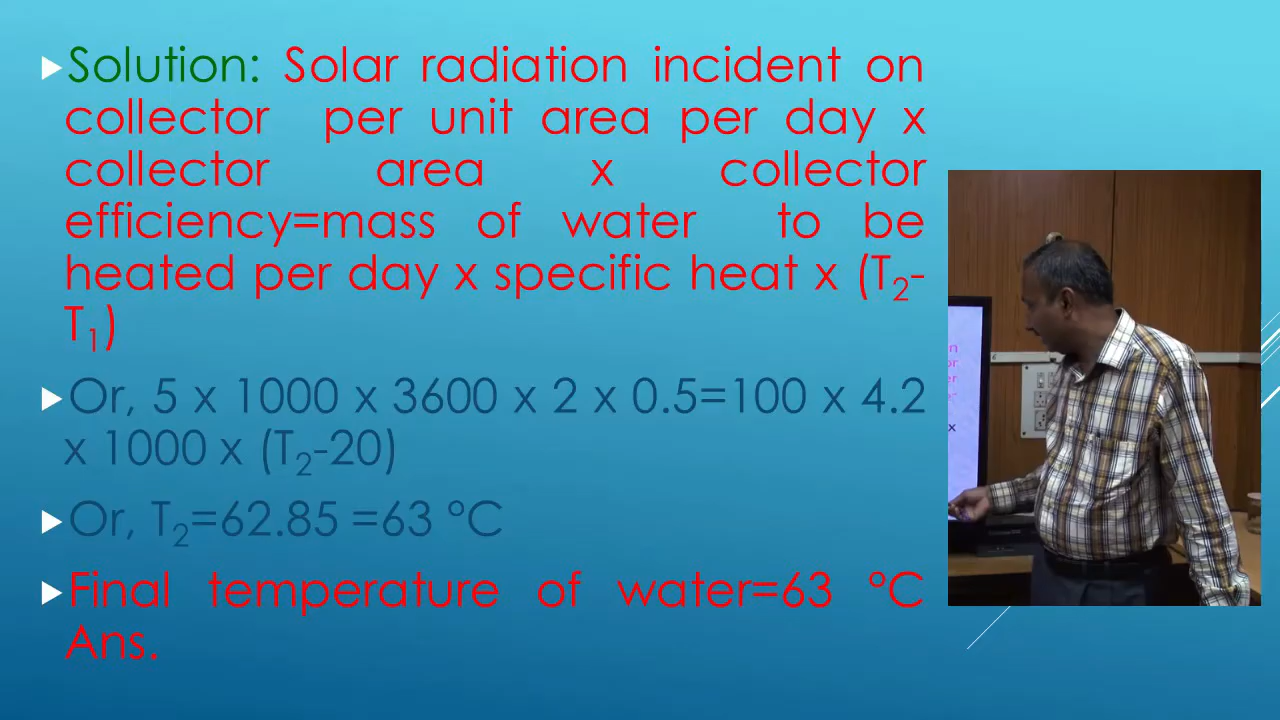 Solution: Solar radiation incident on
collector per unit area per day x
collector area x collector
efficiency=mass of water to be
heated per day x specific heat x (T₂-
T₁)
Or, 5 x 1000 x 3600 x 2 x 0.5=100 x 4.2
x 1000 x (T₂-20)
Or, T₂=62.85 =63 °C
Final temperature of water=63 °C
Ans.